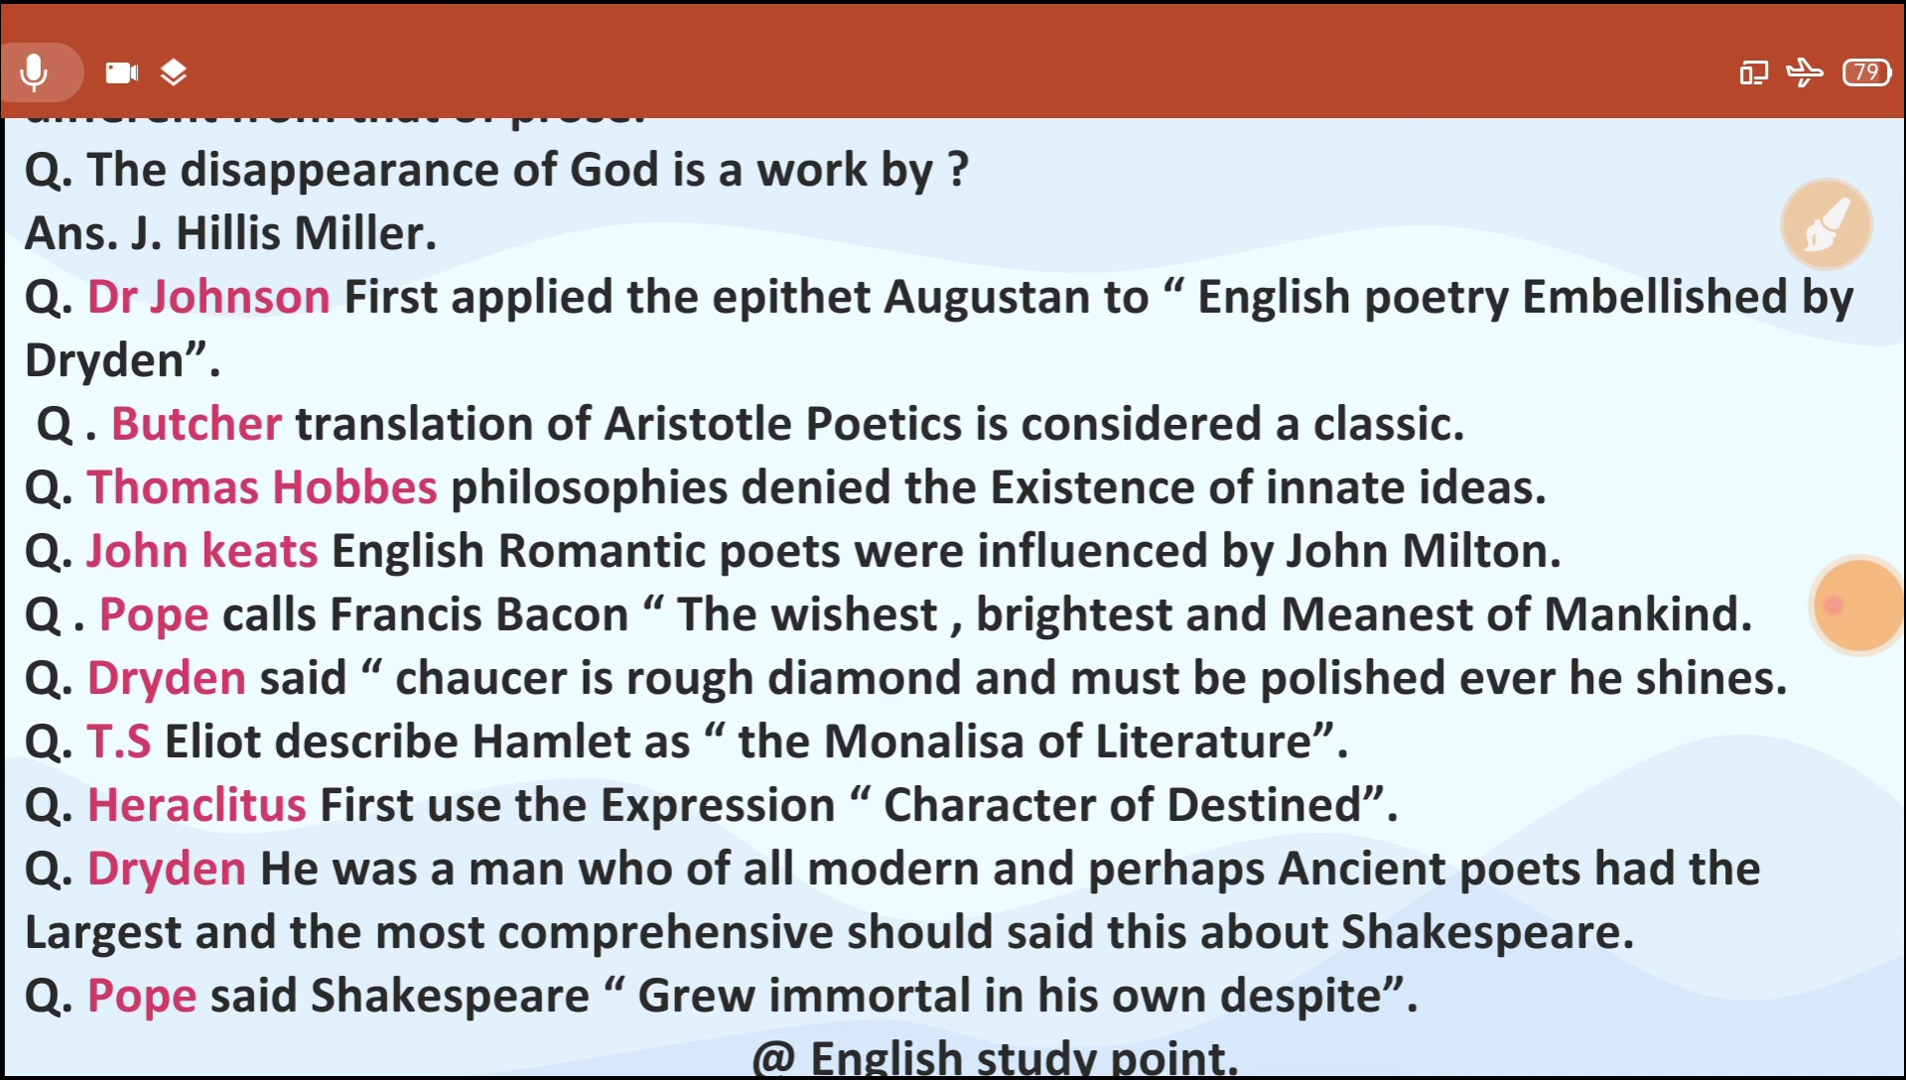 79
different from that of prose.
Q. The disappearance of God is a work by ?
Ans. J. Hillis Miller.
Q. Dr Johnson First applied the epithet Augustan to “ English poetry Embellished by
Dryden”.
Q . Butcher translation of Aristotle Poetics is considered a classic.
Q. Thomas Hobbes philosophies denied the Existence of innate ideas.
Q. John keats English Romantic poets were influenced by John Milton.
Q . Pope calls Francis Bacon “ The wishest , brightest and Meanest of Mankind.
Q. Dryden said “ chaucer is rough diamond and must be polished ever he shines.
Q. T.S Eliot describe Hamlet as “ the Monalisa of Literature”.
Q. Heraclitus First use the Expression “ Character of Destined”.
Q. Dryden He was a man who of all modern and perhaps Ancient poets had the
Largest and the most comprehensive should said this about Shakespeare.
Q. Pope said Shakespeare “ Grew immortal in his own despite”.
@ English study point.